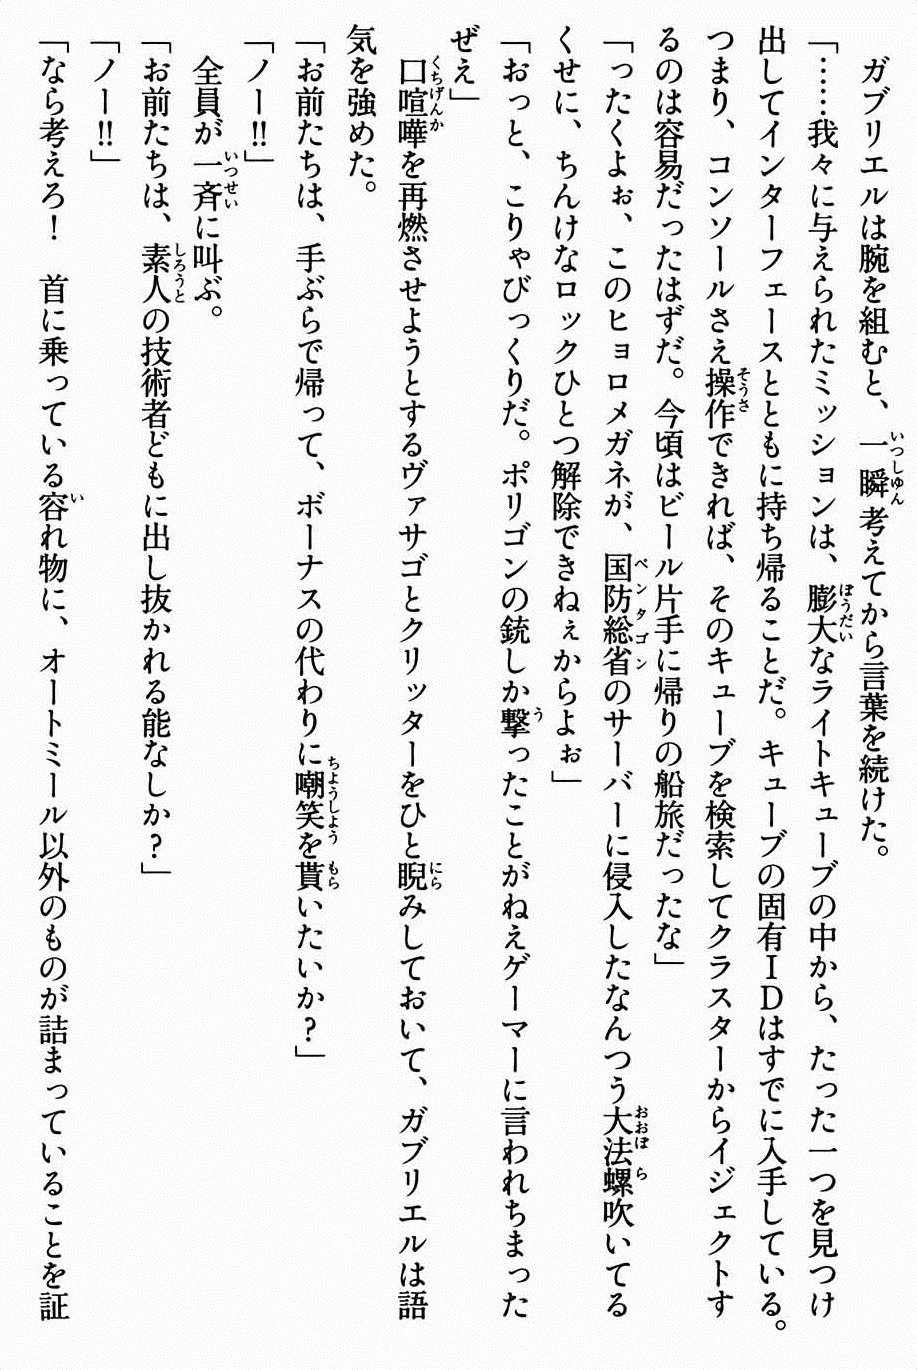 ガブリエルは腕を組むと、一瞬考えてから言葉を続けた。
「……我々に与えられたミッションは、膨大なライトキューブの中から、たった一つを見つけ
出してインターフェースとともに持ち帰ることだ。キューブの固有ＩＤはすでに入手している。
つまり、コンソールさえ操作できれば、そのキューブを検索してクラスターからイジェクトす
るのは容易だったはずだ。今頃はビール片手に帰りの船旅だったな」
「ったくよぉ、このヒョロメガネが、国防総省のサーバーに侵入したなんつう大法螺吹いてる
くせに、ちんけなロックひとつ解除できねぇからよぉ」
「おっと、こりゃびっくりだ。ポリゴンの銃しか撃ったことがねえゲーマーに言われちまった
ぜぇ」
口喧嘩を再燃させようとするヴァサゴとクリッターをひと睨みしておいて、ガブリエルは語
気を強めた。
「お前たちは、手ぶらで帰って、ボーナスの代わりに嘲笑を貰いたいか？」
「ノー!!」
全員が一斉に叫ぶ。
「お前たちは、素人の技術者どもに出し抜かれる能なしか？」
「ノー!!」
「なら考えろ！　首に乗っている容れ物に、オートミール以外のものが詰まっていることを証